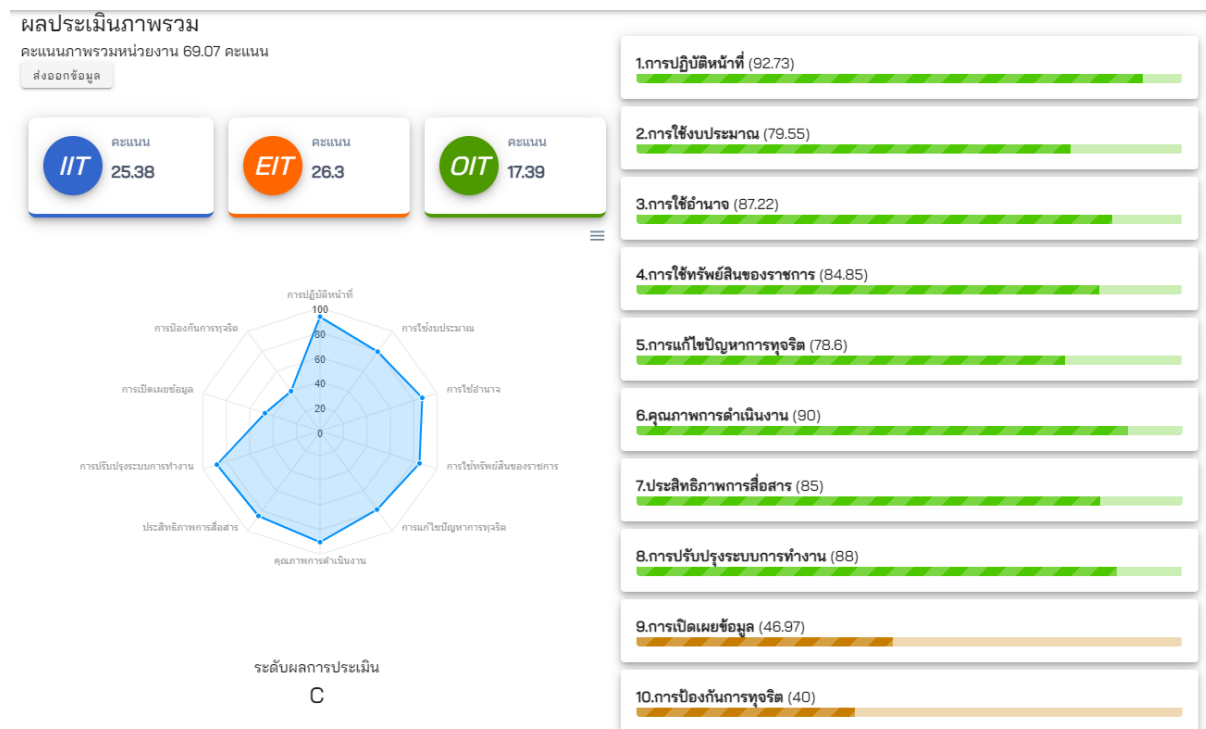 ผลประเมินภาพรวม
คะแนนภาพรวมหน่วยงาน 69.07 คะแนน
ส่งออกข้อมูล
IIT
คะแนน
25.38
EIT
คะแนน
26.3
OIT
คะแนน
17.39
การปฏิบัติหน้าที่
การใช้งบประมาณ
การใช้อำนาจ
การใช้ทรัพย์สินของราชการ
การแก้ไขปัญหาการทุจริต
คุณภาพการดำเนินงาน
ประสิทธิภาพการสื่อสาร
การปรับปรุงระบบการทำงาน
การเปิดเผยข้อมูล
การป้องกันการทุจริต
100
80
60
40
20
0
ระดับผลการประเมิน
C
1.การปฏิบัติหน้าที่ (92.73)
2.การใช้งบประมาณ (79.55)
3.การใช้อำนาจ (87.22)
4.การใช้ทรัพย์สินของราชการ (84.85)
5.การแก้ไขปัญหาการทุจริต (78.6)
6.คุณภาพการดำเนินงาน (90)
7.ประสิทธิภาพการสื่อสาร (85)
8.การปรับปรุงระบบการทำงาน (88)
9.การเปิดเผยข้อมูล (46.97)
10.การป้องกันการทุจริต (40)